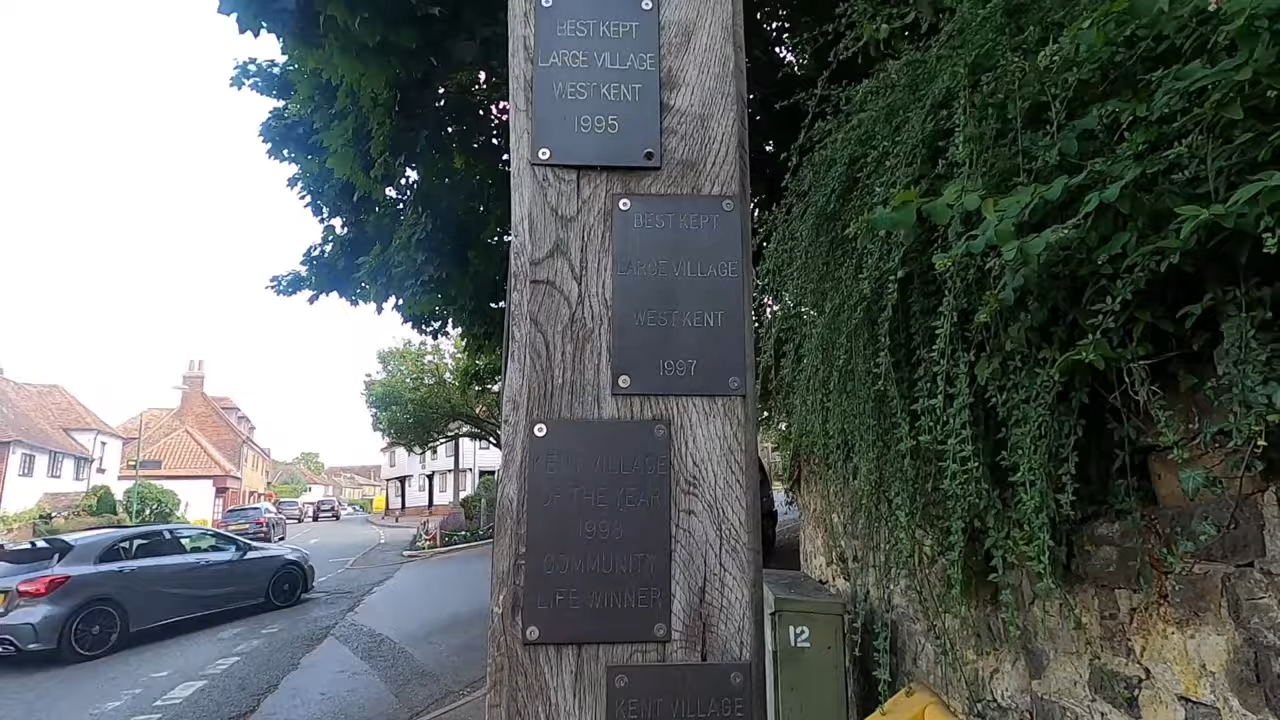 BEST KEPT
LARGE VILLAGE
WEST KENT
1995
BEST KEPT
LARGE VILLAGE
WEST KENT
1997
KENT VILLAGE
OF THE YEAR
1998
COMMUNITY
LIFE WINNER
KENT VILLAGE
12